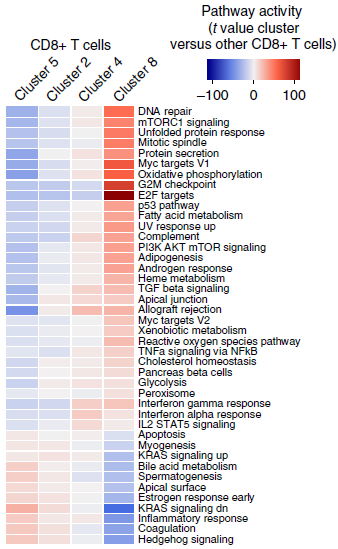 Pathway activity
(t value cluster
versus other CD8+ T cells)
CD8+ T cells
Cluster 5
Cluster 2
Cluster 4
Cluster 8
−100 0 100
DNA repair
mTORC1 signaling
Unfolded protein response
Mitotic spindle
Protein secretion
Myc targets V1
Oxidative phosphorylation
G2M checkpoint
E2F targets
p53 pathway
Fatty acid metabolism
UV response up
Complement
PI3K AKT mTOR signaling
Adipogenesis
Androgen response
Heme metabolism
TGF beta signaling
Apical junction
Allograft rejection
Myc targets V2
Xenobiotic metabolism
Reactive oxygen species pathway
TNFa signaling via NFkB
Cholesterol homeostasis
Pancreas beta cells
Glycolysis
Peroxisome
Interferon gamma response
Interferon alpha response
IL2 STAT5 signaling
Apoptosis
Myogenesis
KRAS signaling up
Bile acid metabolism
Spermatogenesis
Apical surface
Estrogen response early
KRAS signaling dn
Inflammatory response
Coagulation
Hedgehog signaling